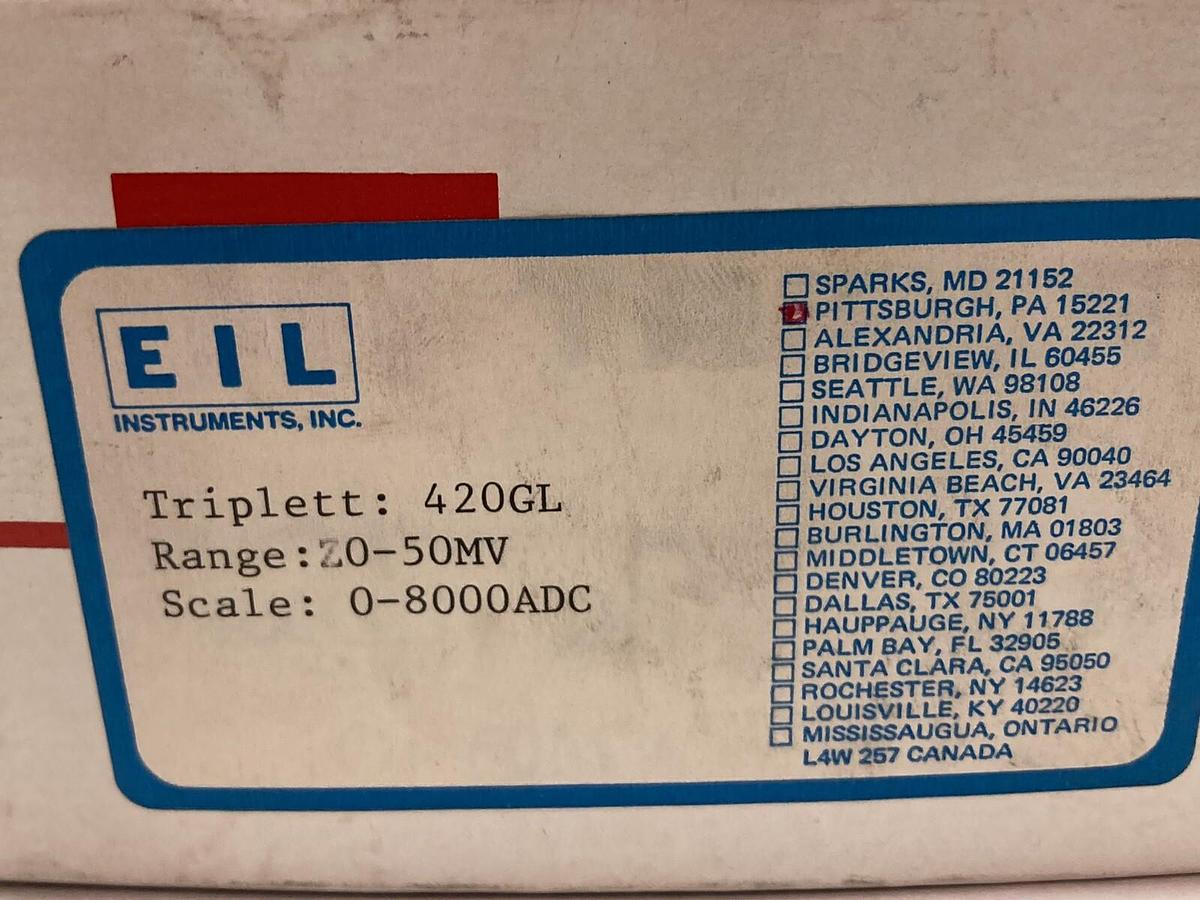 EIL
INSTRUMENTS, INC.
Triplett: 420GL
Range: 0-50MV
Scale: 0-8000ADC
SPARKS, MD 21152
PITTSBURGH, PA 15221
ALEXANDRIA, VA 22312
BRIDGEVIEW, IL 60455
SEATTLE, WA 98108
INDIANAPOLIS, IN 46226
DAYTON, OH 45459
LOS ANGELES, CA 90040
VIRGINIA BEACH, VA 23464
HOUSTON, TX 77081
BURLINGTON, MA 01803
MIDDLETOWN, CT 06457
DENVER, CO 80223
DALLAS, TX 75001
HAUPPAUGE, NY 11788
PALM BAY, FL 32905
SANTA CLARA, CA 95050
ROCHESTER, NY 14623
LOUISVILLE, KY 40220
MISSISSAUGUA, ONTARIO
L4W 257 CANADA